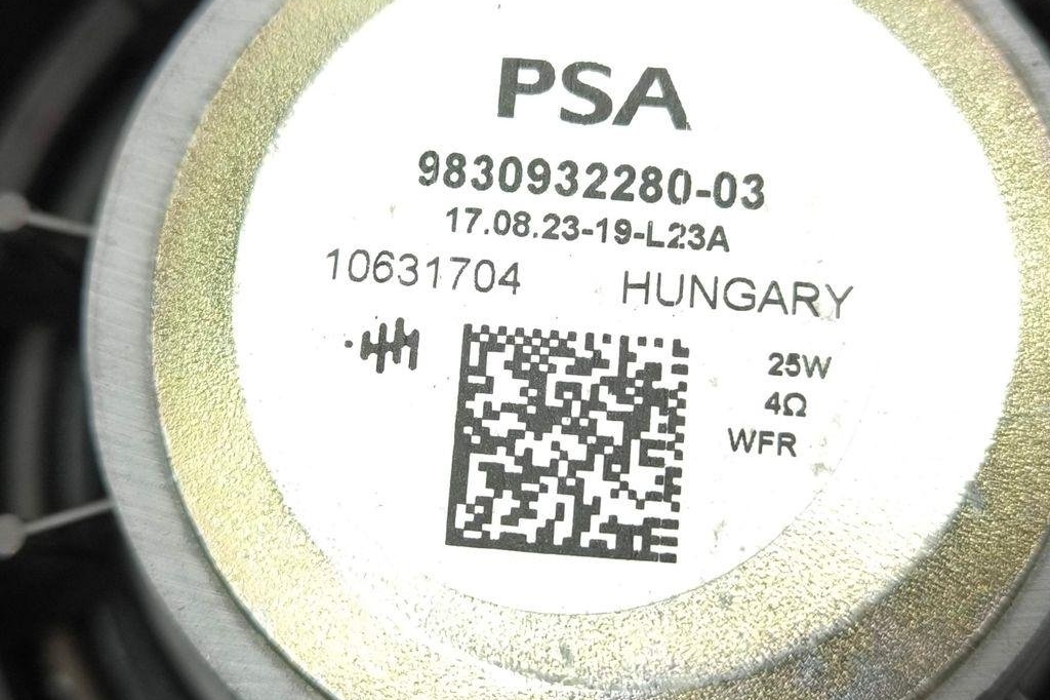 PSA
9830932280-03
17.08.23-19-L23A
10631704 HUNGARY
25W
4Ω
WFR